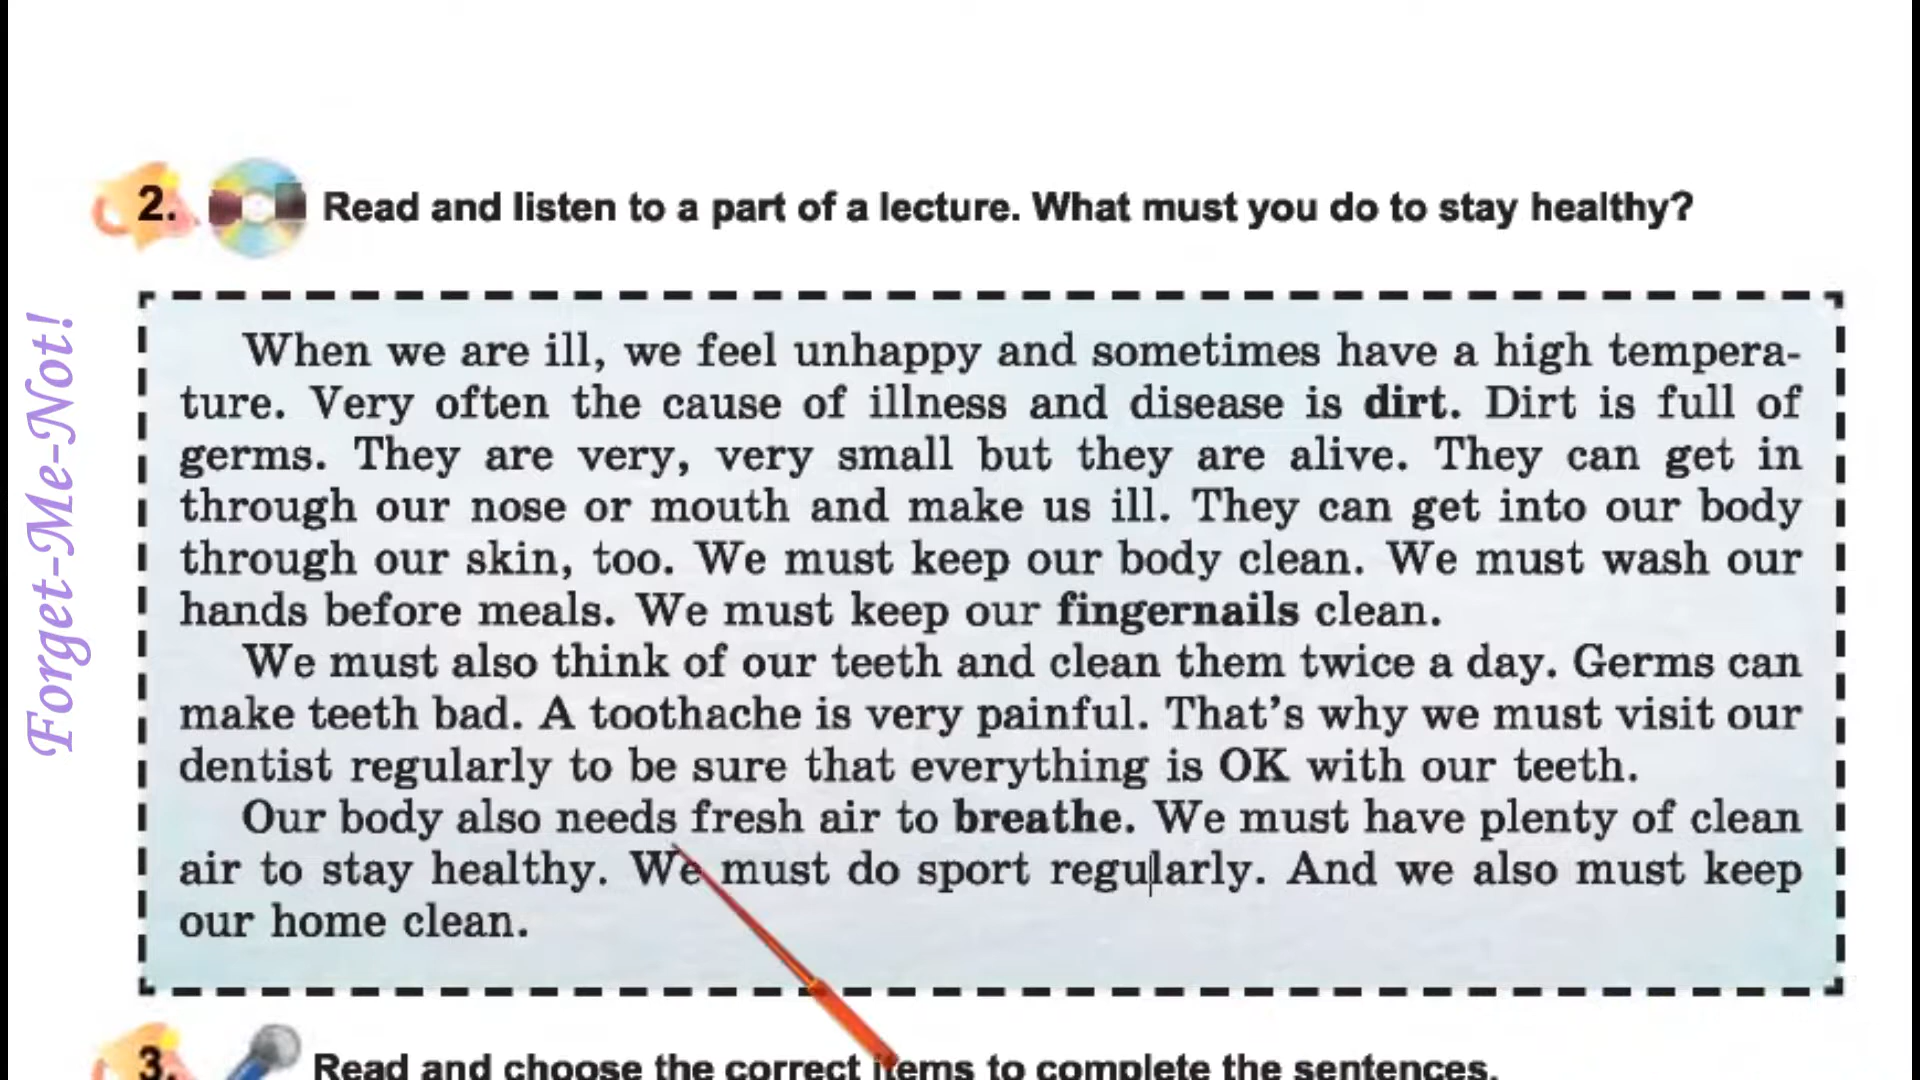 2. Read and listen to a part of a lecture. What must you do to stay healthy?
When we are ill, we feel unhappy and sometimes have a high tempera-
ture. Very often the cause of illness and disease is dirt. Dirt is full of
germs. They are very, very small but they are alive. They can get in
through our nose or mouth and make us ill. They can get into our body
through our skin, too. We must keep our body clean. We must wash our
hands before meals. We must keep our fingernails clean.
We must also think of our teeth and clean them twice a day. Germs can
make teeth bad. A toothache is very painful. That's why we must visit our
dentist regularly to be sure that everything is OK with our teeth.
Our body also needs fresh air to breathe. We must have plenty of clean
air to stay healthy. We must do sport regularly. And we also must keep
our home clean.
3. Read and choose the correct items to complete the sentences.
Forget-Me-Not!